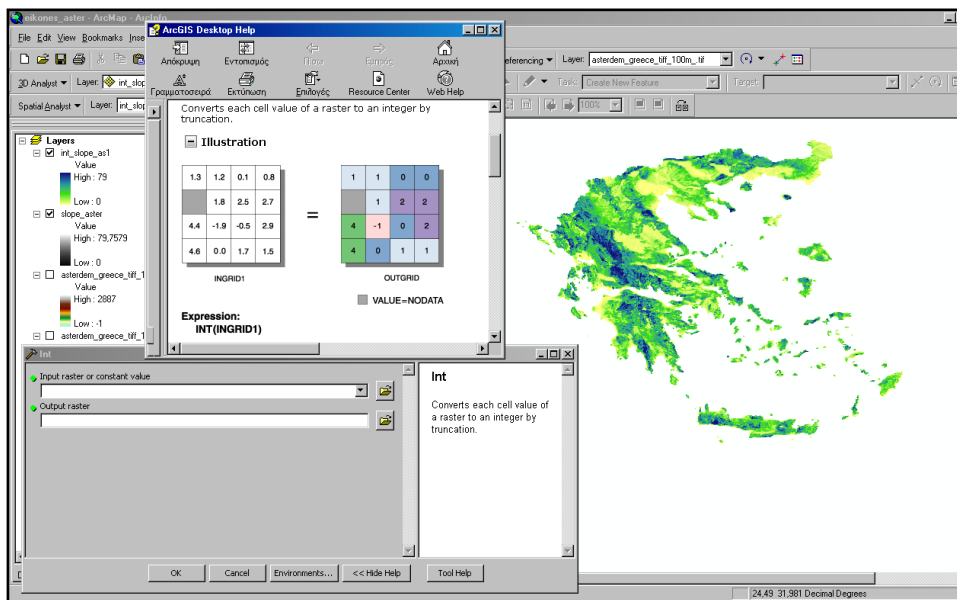 eikones_aster - ArcMap - ArcInfo
File Edit View Bookmarks Inse
3D Analyst Layer: int_slop
Spatial Analyst Layer: int_slo
ArcGIS Desktop Help
Απόκρυψη Εντοπισμός Πίσω Εμπρός Αρχική
Γραμματοσειρά Εκτύπωση Επιλογές Resource Center Web Help
Converts each cell value of a raster to an integer by
truncation.
Illustration
1.3 1.2 0.1 0.8
1.8 2.5 2.7
4.4 -1.9 -0.5 2.9
4.6 0.0 1.7 1.5
INGRID1
=
1 1 0 0
1 2 2
4 -1 0 2
4 0 1 1
OUTGRID
VALUE=NODATA
Expression:
INT(INGRID1)
eferencing Layer: asterdem_greece_tiff_100m_.tif
Task: Create New Feature Target:
100%
Layers
int_slope_as1
Value
High : 79
Low : 0
slope_aster
Value
High : 79,7579
Low : 0
asterdem_greece_tiff_1
Value
High : 2887
Low : -1
asterdem_greece_tiff_1
Int
Input raster or constant value
Output raster
Int
Converts each cell value of
a raster to an integer by
truncation.
OK Cancel Environments... << Hide Help Tool Help
24,49 31,981 Decimal Degrees